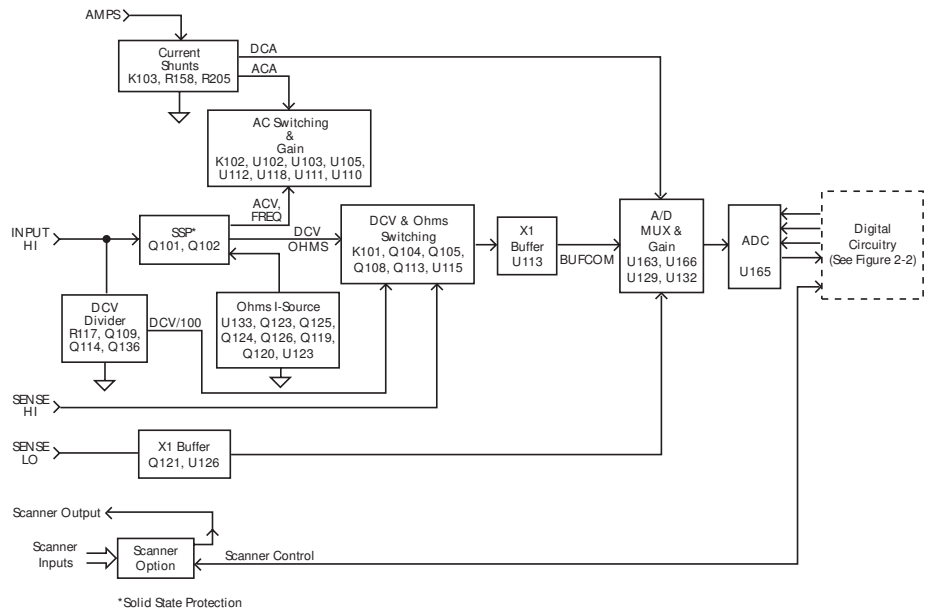 AMPS
Current
Shunts
K103, R158, R205
DCA
ACA
AC Switching
&
Gain
K102, U102, U103, U105,
U112, U118, U111, U110
ACV,
FREQ
INPUT
HI
SSP*
Q101, Q102
DCV
OHMS
DCV & Ohms
Switching
K101, Q104, Q105,
Q108, Q113, U115
X1
Buffer
U113
BUFCOM
A/D
MUX &
Gain
U163, U166
U129, U132
ADC
U165
Digital
Circuitry
(See Figure 2-2)
DCV
Divider
R117, Q109,
Q114, Q136
DCV/100
Ohms I-Source
U133, Q123, Q125,
Q124, Q126, Q119,
Q120, U123
SENSE
HI
SENSE
LO
X1 Buffer
Q121, U126
Scanner Output
Scanner
Inputs
Scanner
Option
Scanner Control
*Solid State Protection